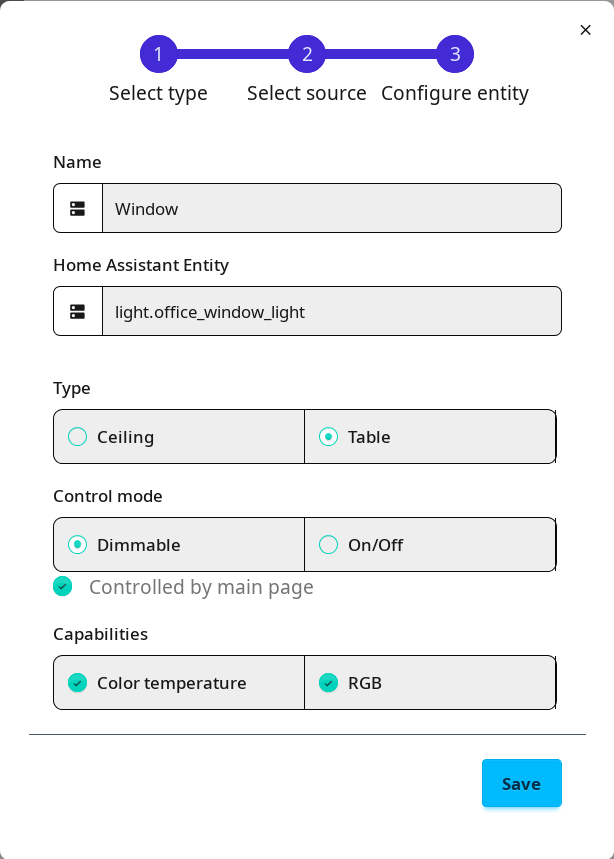 1 2 3
Select type Select source Configure entity
Name
Window
Home Assistant Entity
light.office_window_light
Type
Ceiling Table
Control mode
Dimmable On/Off
Controlled by main page
Capabilities
Color temperature RGB
Save